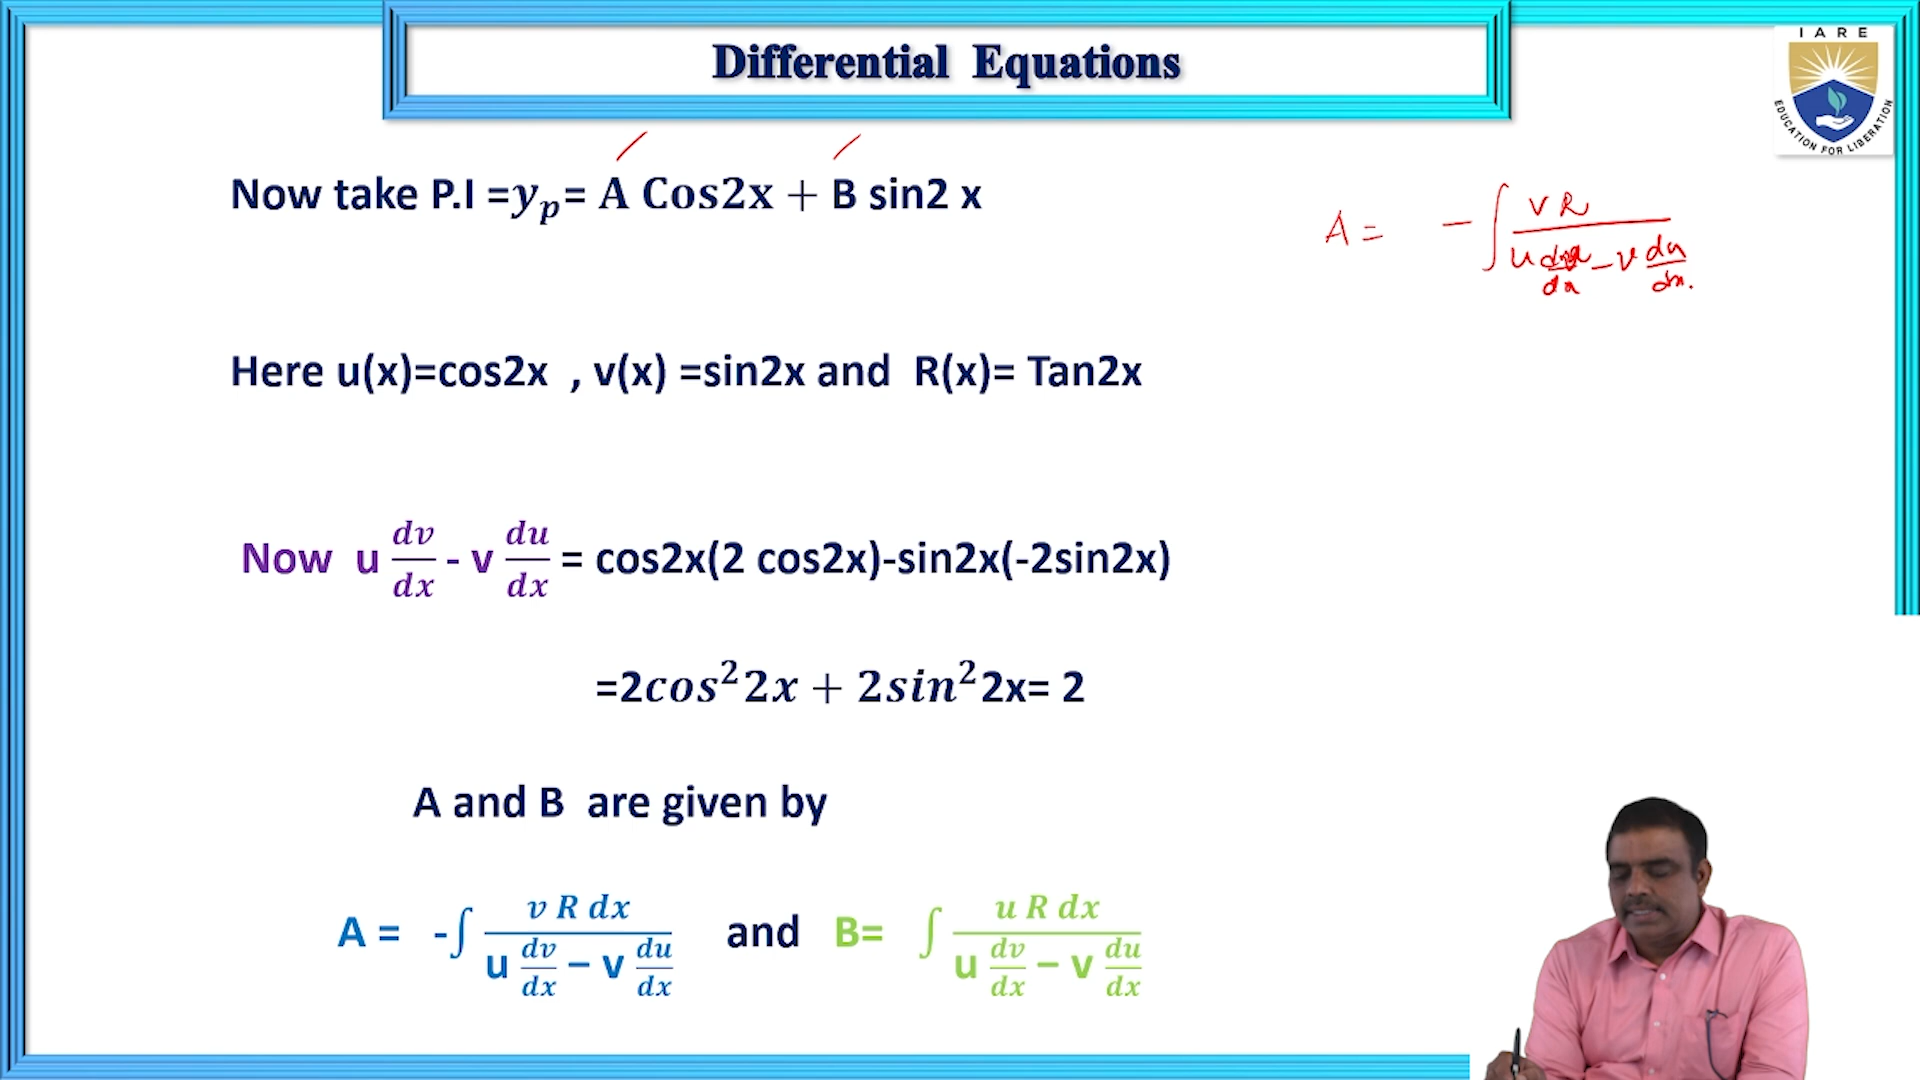 Differential Equations
IARE
EDUCATION FOR LIBERATION
Now take P.I =yₚ= A Cos2x + B sin2 x
A = - ∫ v R / u dv/dx - v du/dx.
Here u(x)=cos2x , v(x) =sin2x and R(x)= Tan2x
Now u dv/dx - v du/dx = cos2x(2 cos2x)-sin2x(-2sin2x)
=2cos²2x + 2sin²2x= 2
A and B are given by
A = -∫ v R dx / u dv/dx − v du/dx and B= ∫ u R dx / u dv/dx − v du/dx